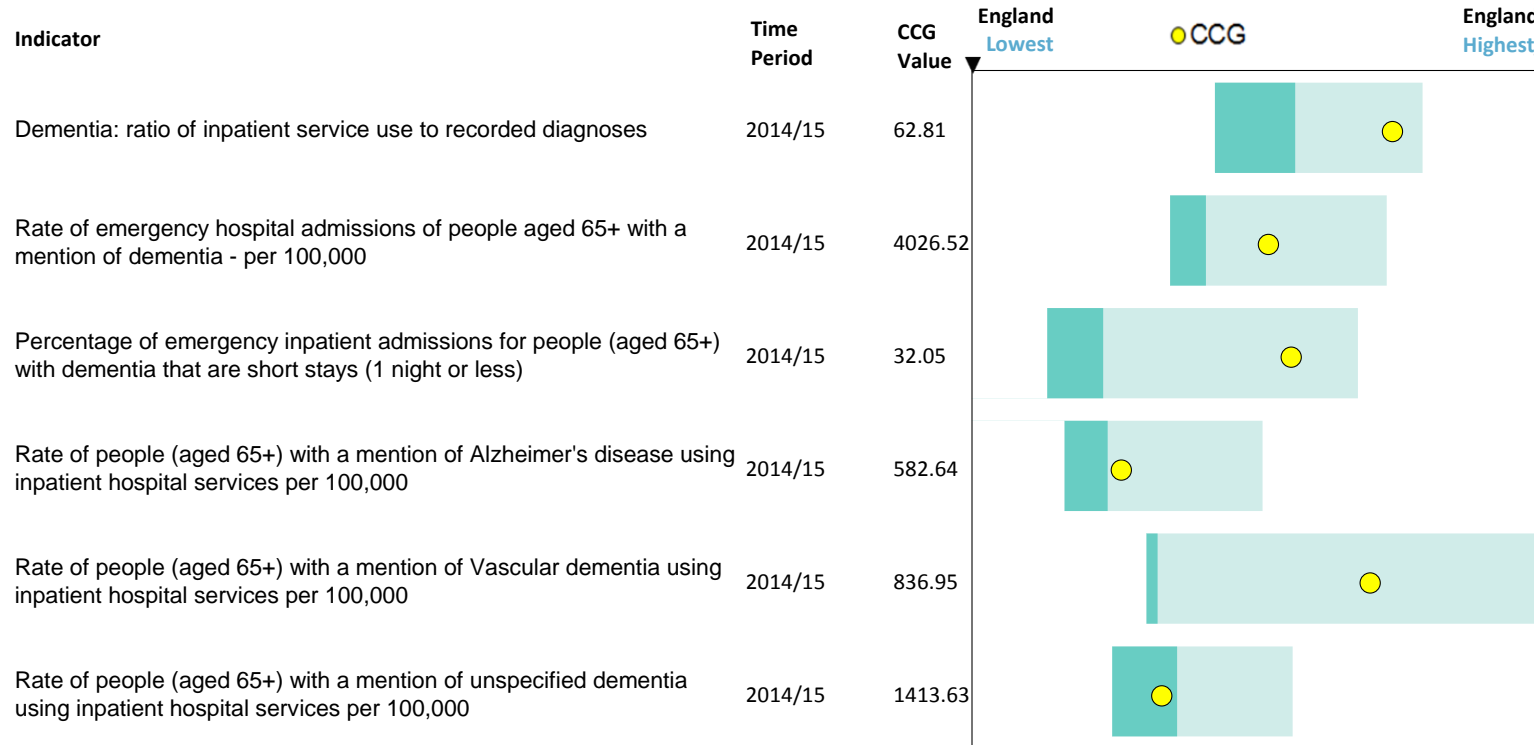 Indicator
Time
Period
CCG
Value
England
Lowest
CCG
England
Highest
Dementia: ratio of inpatient service use to recorded diagnoses
2014/15
62.81
Rate of emergency hospital admissions of people aged 65+ with a
mention of dementia - per 100,000
2014/15
4026.52
Percentage of emergency inpatient admissions for people (aged 65+)
with dementia that are short stays (1 night or less)
2014/15
32.05
Rate of people (aged 65+) with a mention of Alzheimer's disease using
inpatient hospital services per 100,000
2014/15
582.64
Rate of people (aged 65+) with a mention of Vascular dementia using
inpatient hospital services per 100,000
2014/15
836.95
Rate of people (aged 65+) with a mention of unspecified dementia
using inpatient hospital services per 100,000
2014/15
1413.63